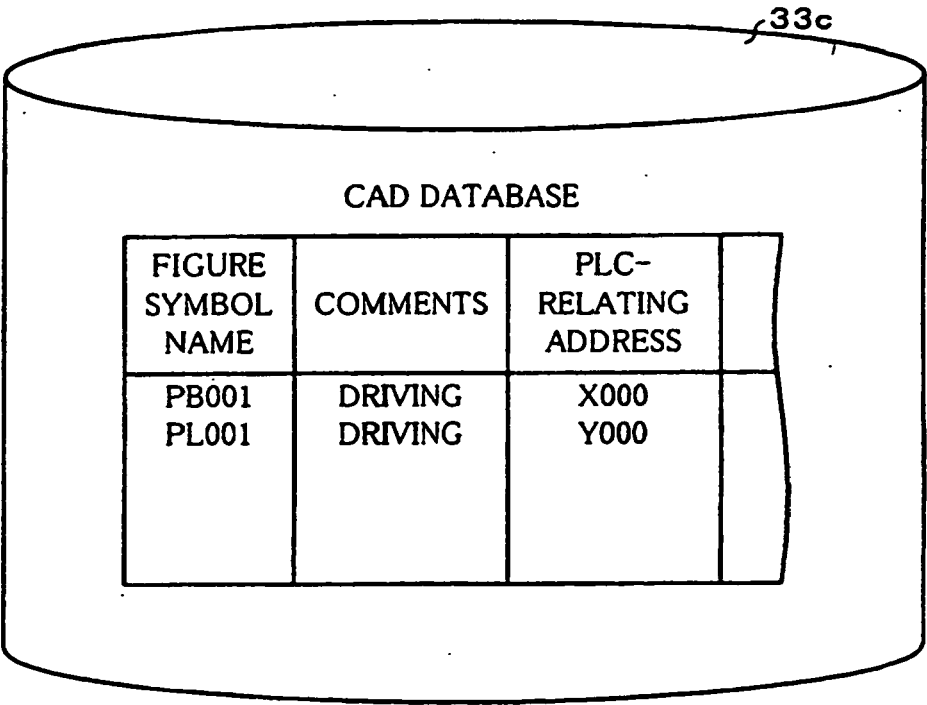 33c
CAD DATABASE
FIGURE SYMBOL NAME
COMMENTS
PLC-RELATING ADDRESS
PB001 DRIVING X000
PL001 DRIVING Y000